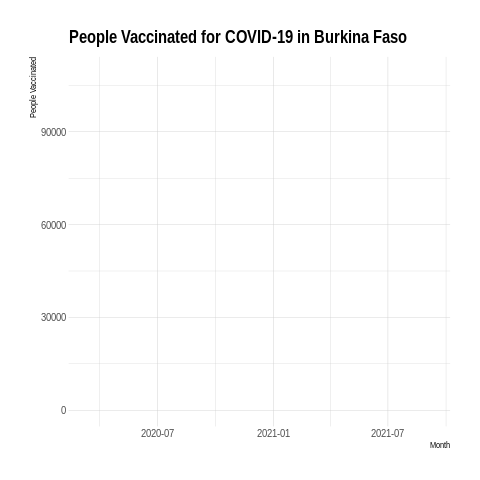 People Vaccinated for COVID-19 in Burkina Faso
People Vaccinated
90000
60000
30000
0
2020-07
2021-01
2021-07
Month